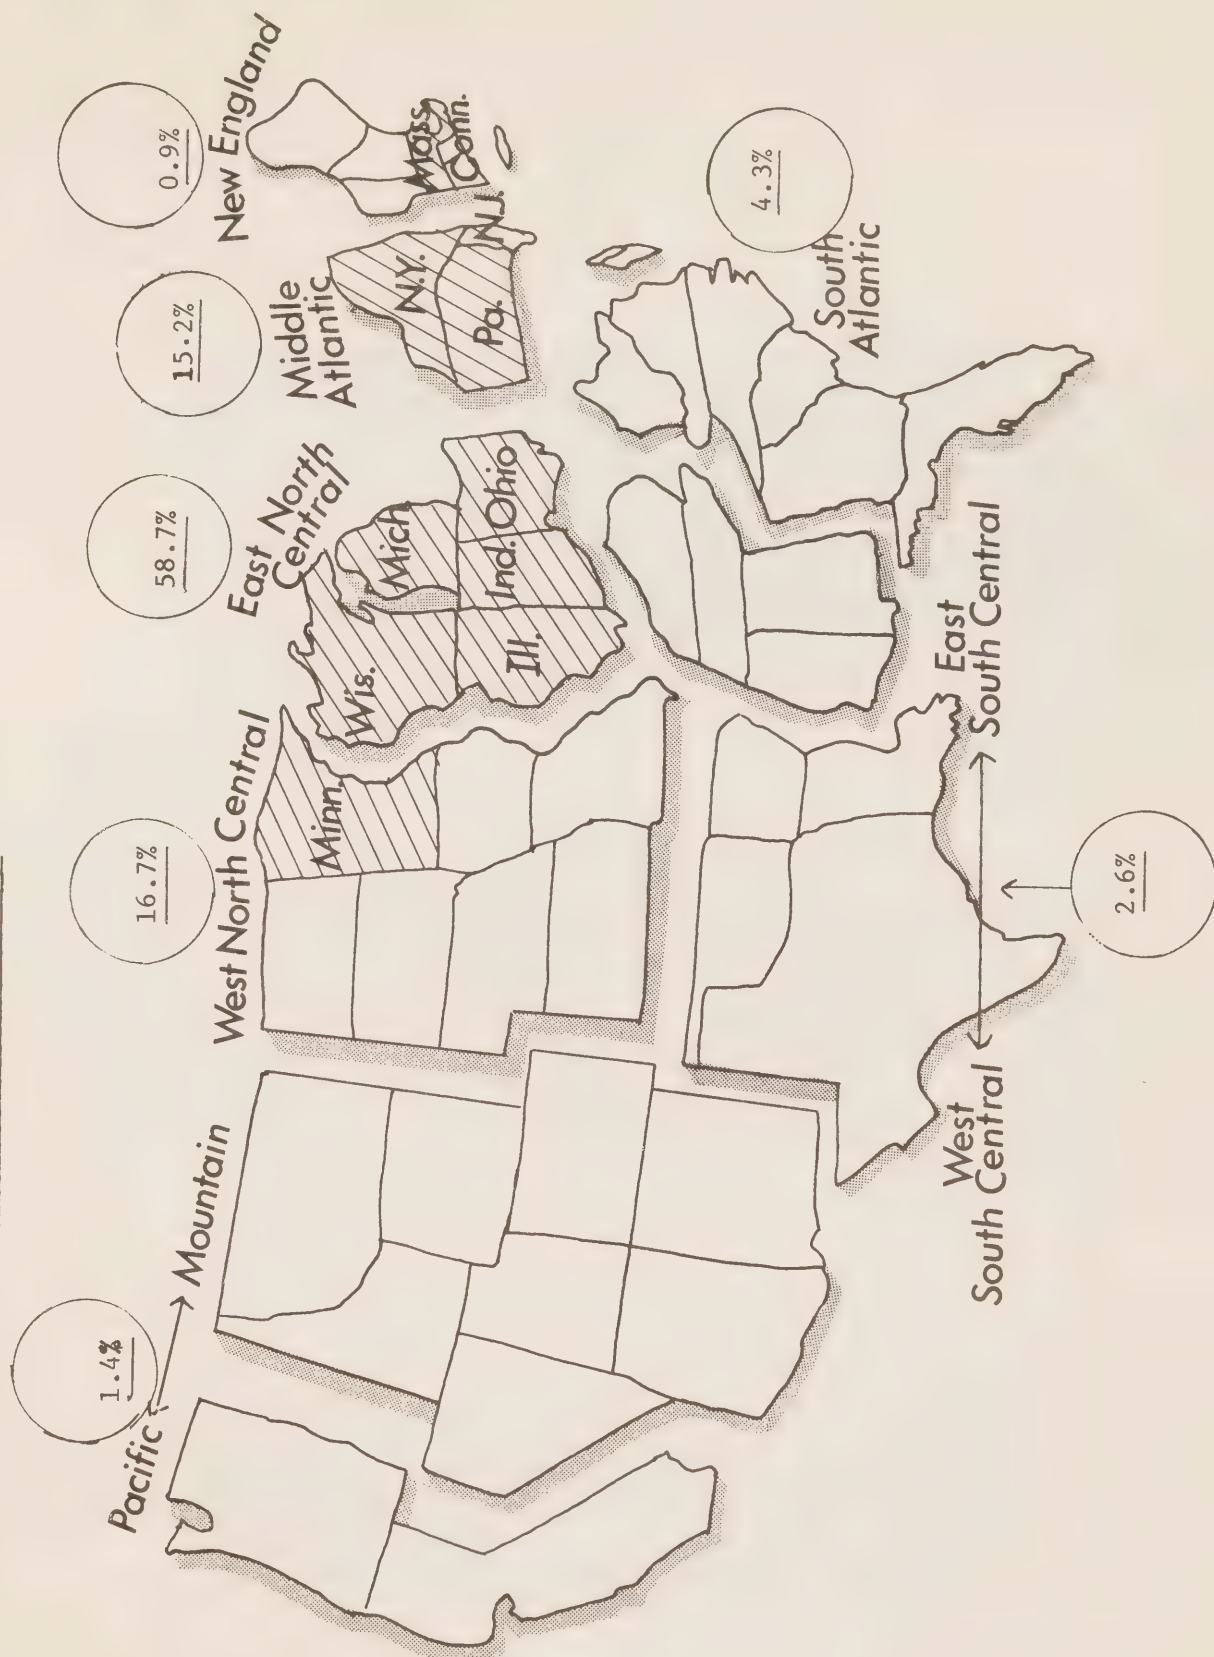 Pacific
Mountain
1.4%
West North Central
16.7%
East North
Central
58.7%
Middle
Atlantic
15.2%
New England
0.9%
Minn.
Wis.
Mich
Ill.
Ind.
Ohio
N.Y.
Pa.
N.J.
Mass.
Conn.
South
Atlantic
4.3%
West
South Central
East
South Central
2.6%